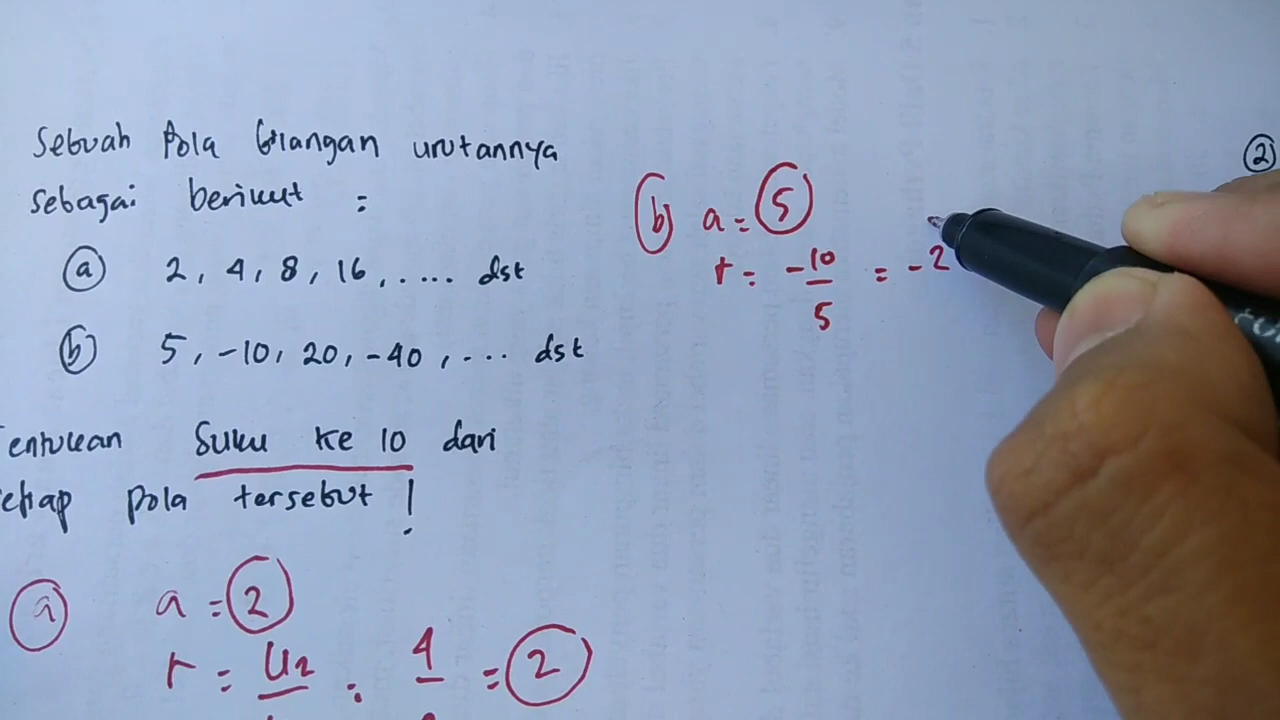 Sebuah Pola bilangan urutannya
sebagai berikut :
(a) 2, 4, 8, 16, ..... dst
(b) 5, -10, 20, -40, ... dst
entukan Suku ke 10 dari
etiap pola tersebut !
(a) a = 2
r = U2 : 4 = 2
(b) a = 5
r = -10/5 = -2
(2)